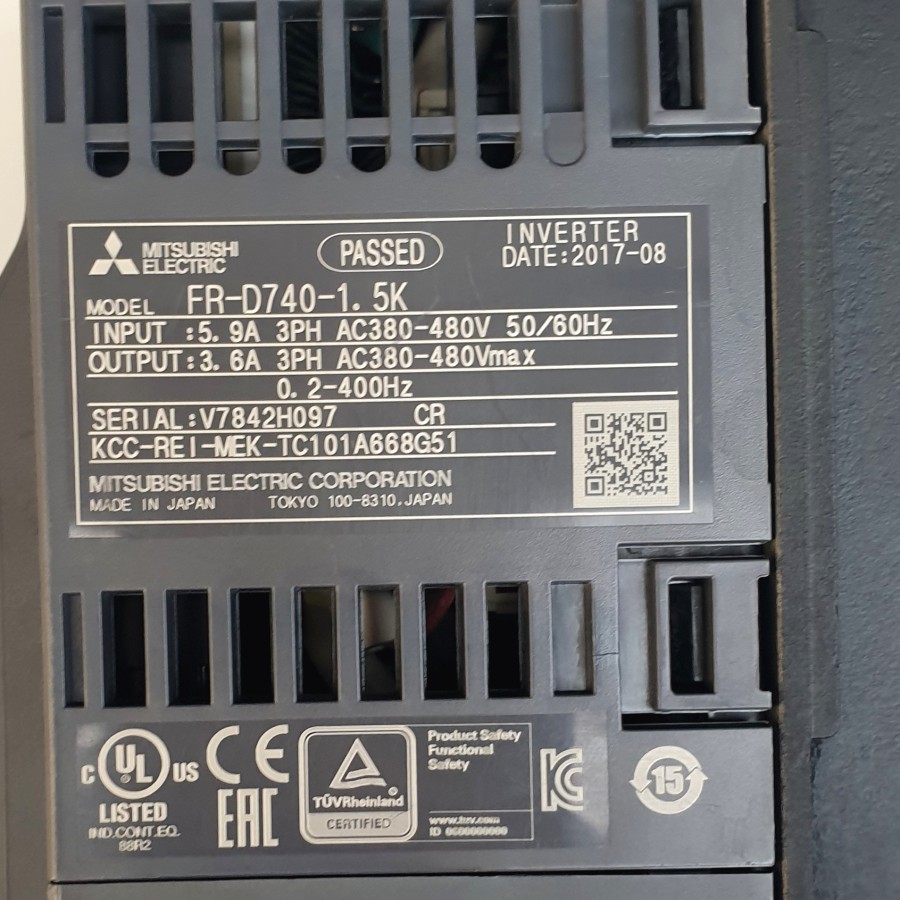 MITSUBISHI
ELECTRIC
PASSED
INVERTER
DATE:2017-08
MODEL FR-D740-1.5K
INPUT :5.9A 3PH AC380-480V 50/60Hz
OUTPUT:3.6A 3PH AC380-480Vmax
0.2-400Hz
SERIAL:V7842H097 CR
KCC-REI-MEK-TC101A668G51
MITSUBISHI ELECTRIC CORPORATION
MADE IN JAPAN TOKYO 100-8310,JAPAN
C UL US
LISTED
IND.CONT.EQ.
88R2
CE
EAC
TÜVRheinland
CERTIFIED
Product Safety
Functional
Safety
www.tuv.com
ID 0600000000
KC
15